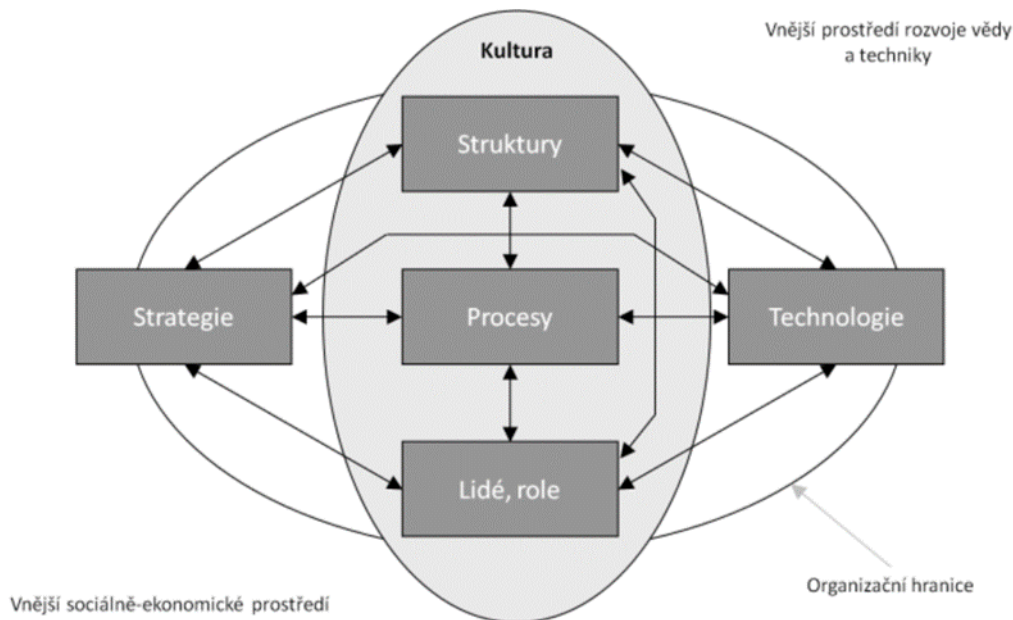 Vnější prostředí rozvoje vědy
a techniky
Kultura
Struktury
Strategie
Procesy
Technologie
Lidé, role
Organizační hranice
Vnější sociálně-ekonomické prostředí